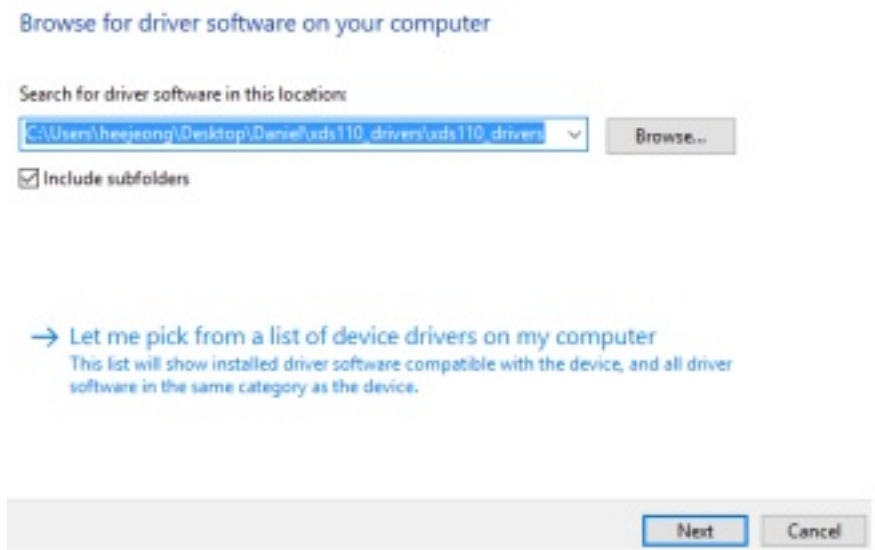 Browse for driver software on your computer
Search for driver software in this location:
C:\Users\heejeong\Desktop\Daniel\xds110_drivers\xds110_drivers
Browse...
Include subfolders
Let me pick from a list of device drivers on my computer
This list will show installed driver software compatible with the device, and all driver
software in the same category as the device.
Next
Cancel